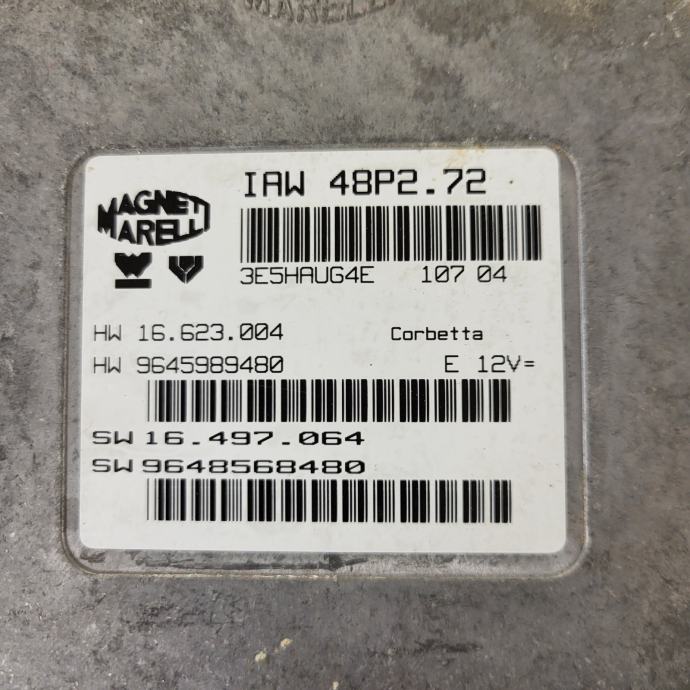 MARELLI
IAW 48P2.72
MAGNETI
MARELLI
3E5HAUG4E 107 04
HW 16.623.004 Corbetta
HW 9645989480 E 12V=
SW 16.497.064
SW 9648568480